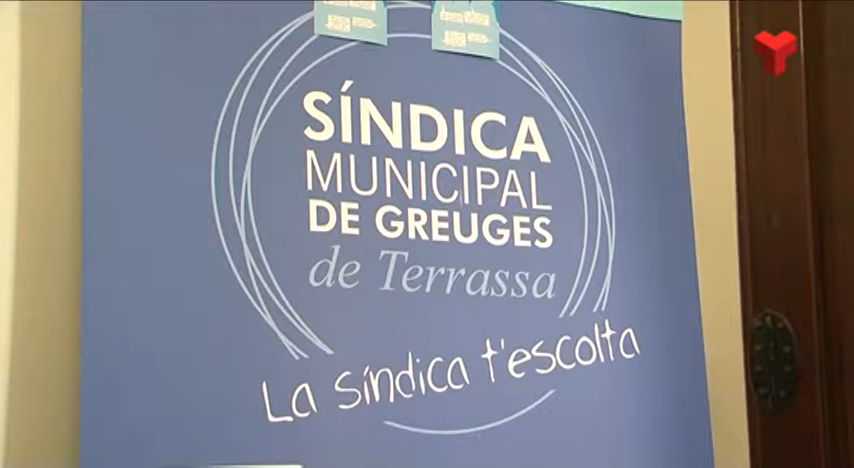 SÍNDICA
MUNICIPAL
DE GREUGES
de Terrassa
La síndica t'escolta